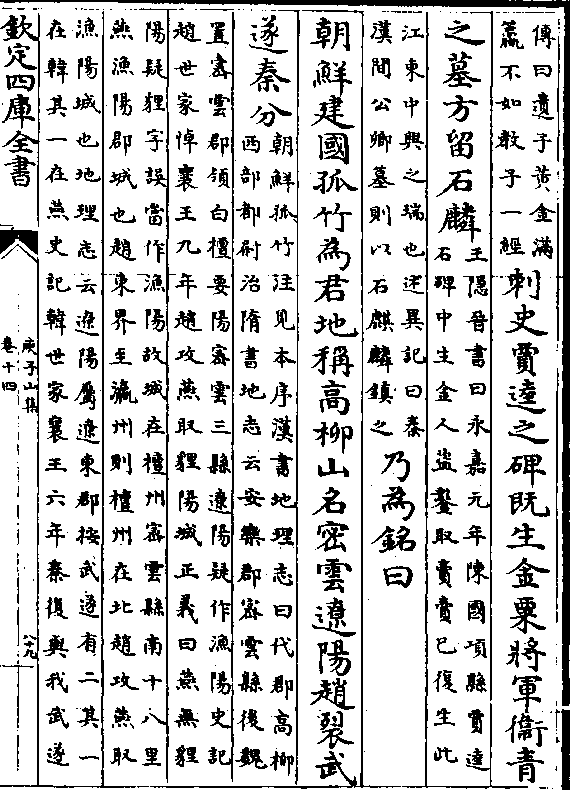 傳曰遺子黃金滿
籯不如教子一經
刺史賈逵之碑既生金粟將軍衞青
之墓方留石麟
王隱晉書曰永嘉元年陳國項縣賈逵
石碑中生金人盜鑿取賣賣已復生此
江東中興之瑞也述異記曰秦
漢間公卿墓則以石麒麟鎮之
乃為銘曰
朝鮮建國孤竹為君地稱高柳山名密雲遼陽趙裂武
遂秦分
朝鮮孤竹注見本序漢書地理志曰代郡高柳
西部都尉治隋書地志云安樂郡密雲縣後魏
置密雲郡領白檀要陽密雲三縣遼陽疑作漁陽史記
趙世家悼襄王九年趙攻燕取貍陽城正義曰燕無貍
陽疑貍字誤當作漁陽故城在檀州密雲縣南十八里
燕漁陽郡城也趙東界至瀛州則檀州在北趙攻燕取
漁陽城也地理志云遼陽屬遼東郡按武遂有二其一
在韓其一在燕史記韓世家襄王六年秦復與我武遂
欽定四庫全書
庾子山集
卷十四
八九